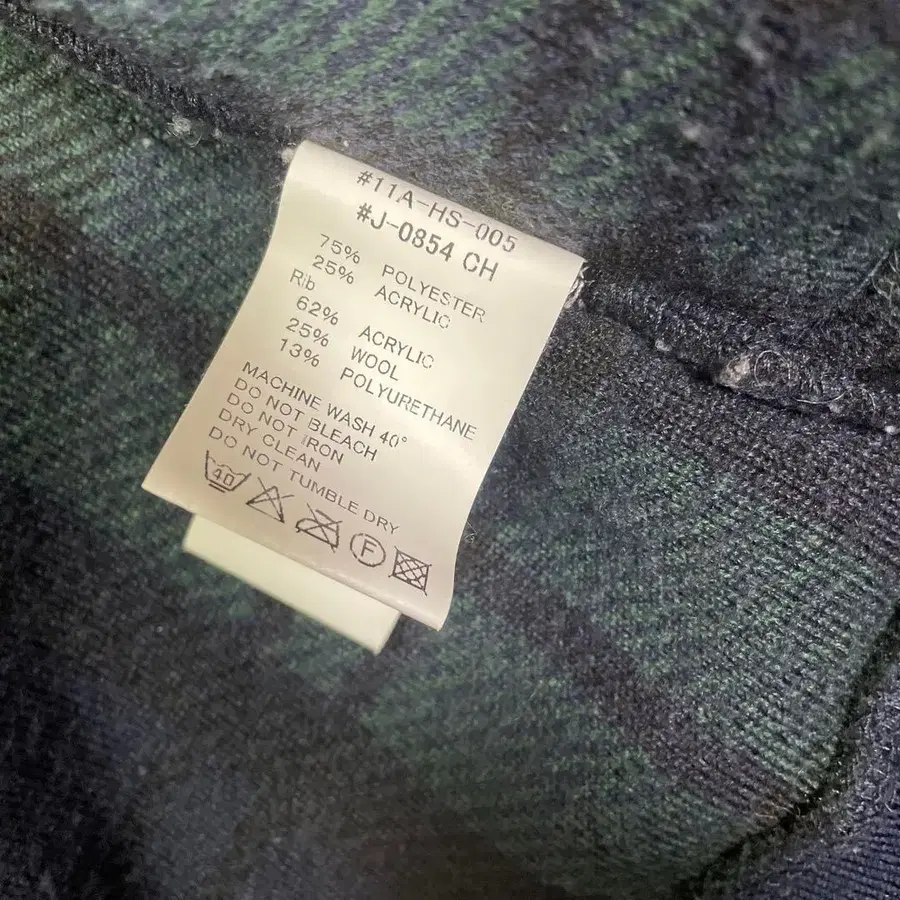 #11A-HS-005
#J-0854 CH
75% POLYESTER
25% ACRYLIC
Rib
62% ACRYLIC
25% WOOL
13% POLYURETHANE
MACHINE WASH 40°
DO NOT BLEACH
DO NOT IRON
DRY CLEAN
DO NOT TUMBLE DRY
40 F